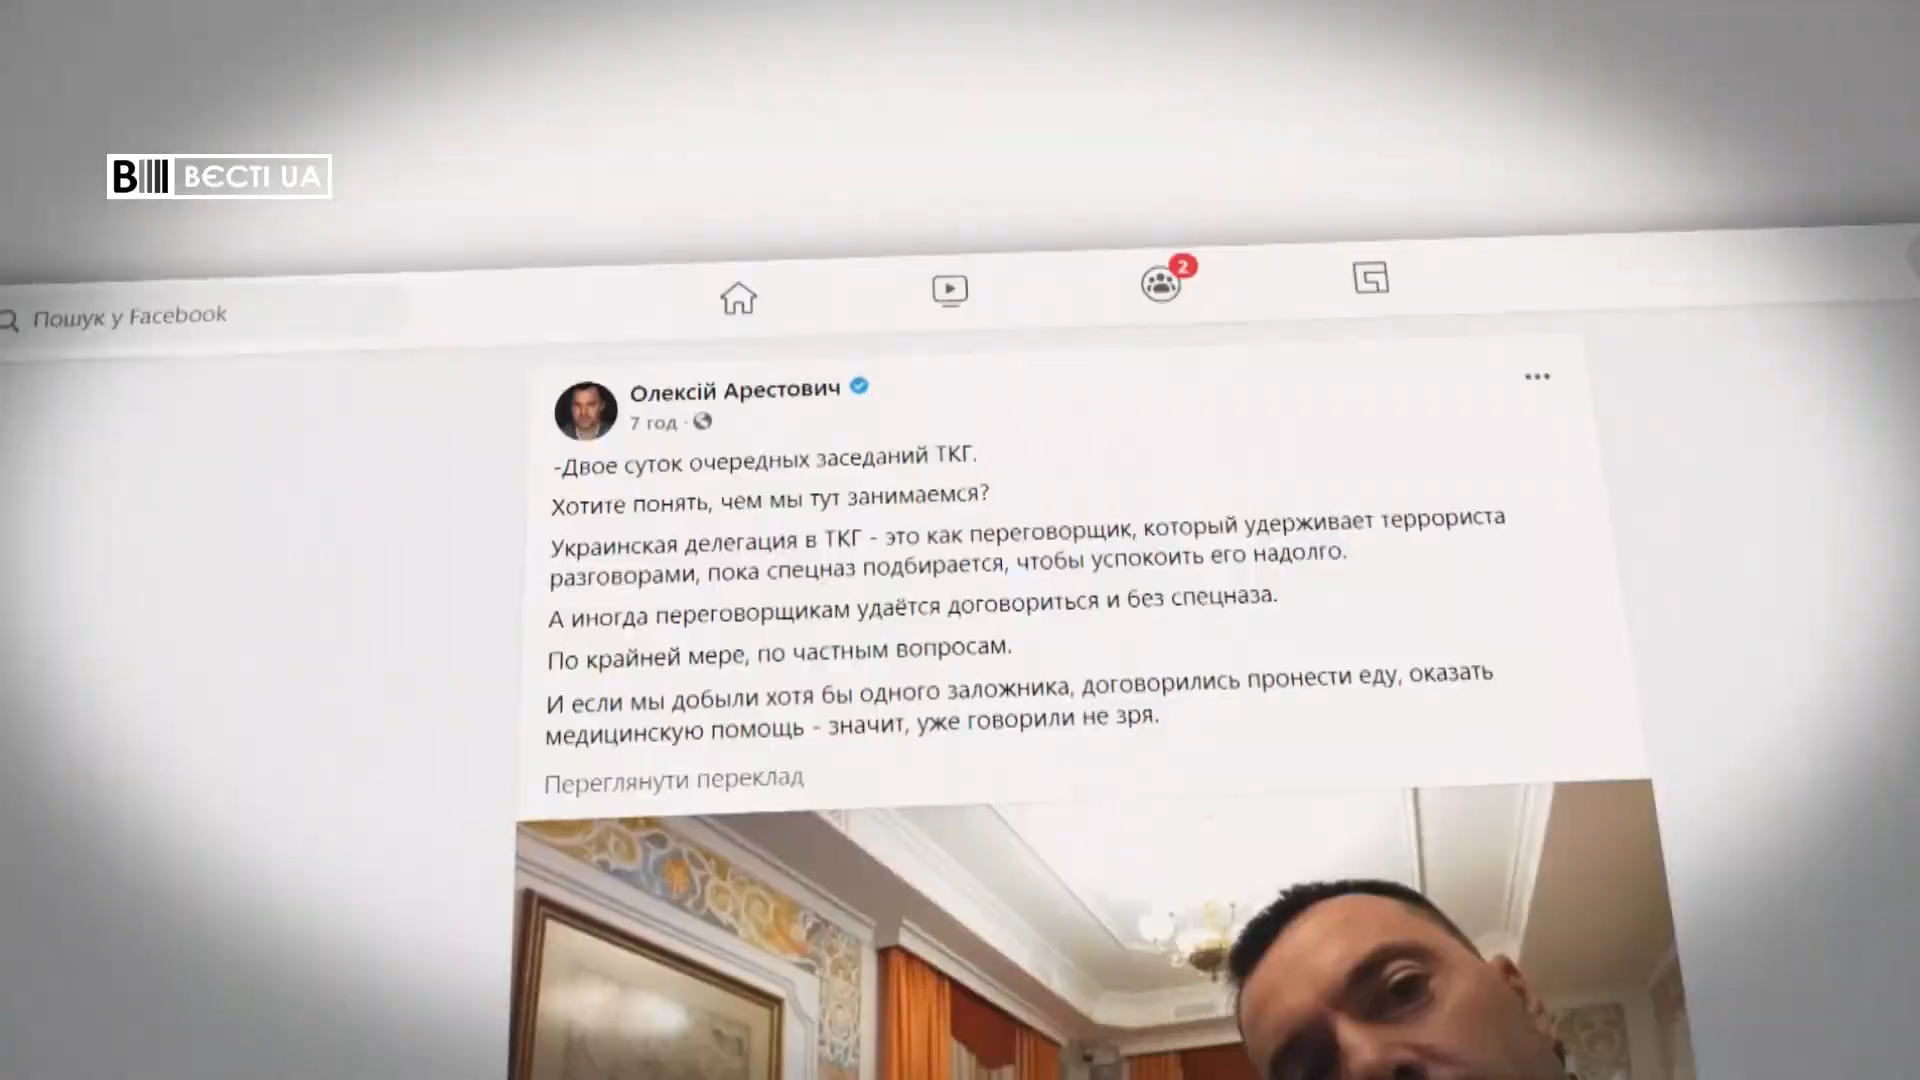 ВЄСТІ UA
Пошук у Facebook
2
Олексій Арестович
7 год ·
-Двое суток очередных заседаний ТКГ.
Хотите понять, чем мы тут занимаемся?
Украинская делегация в ТКГ - это как переговорщик, который удерживает террориста
разговорами, пока спецназ подбирается, чтобы успокоить его надолго.
А иногда переговорщикам удаётся договориться и без спецназа.
По крайней мере, по частным вопросам.
И если мы добыли хотя бы одного заложника, договорились пронести еду, оказать
медицинскую помощь - значит, уже говорили не зря.
Переглянути переклад